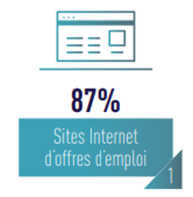 87%
Sites Internet
d'offres d'emploi
1